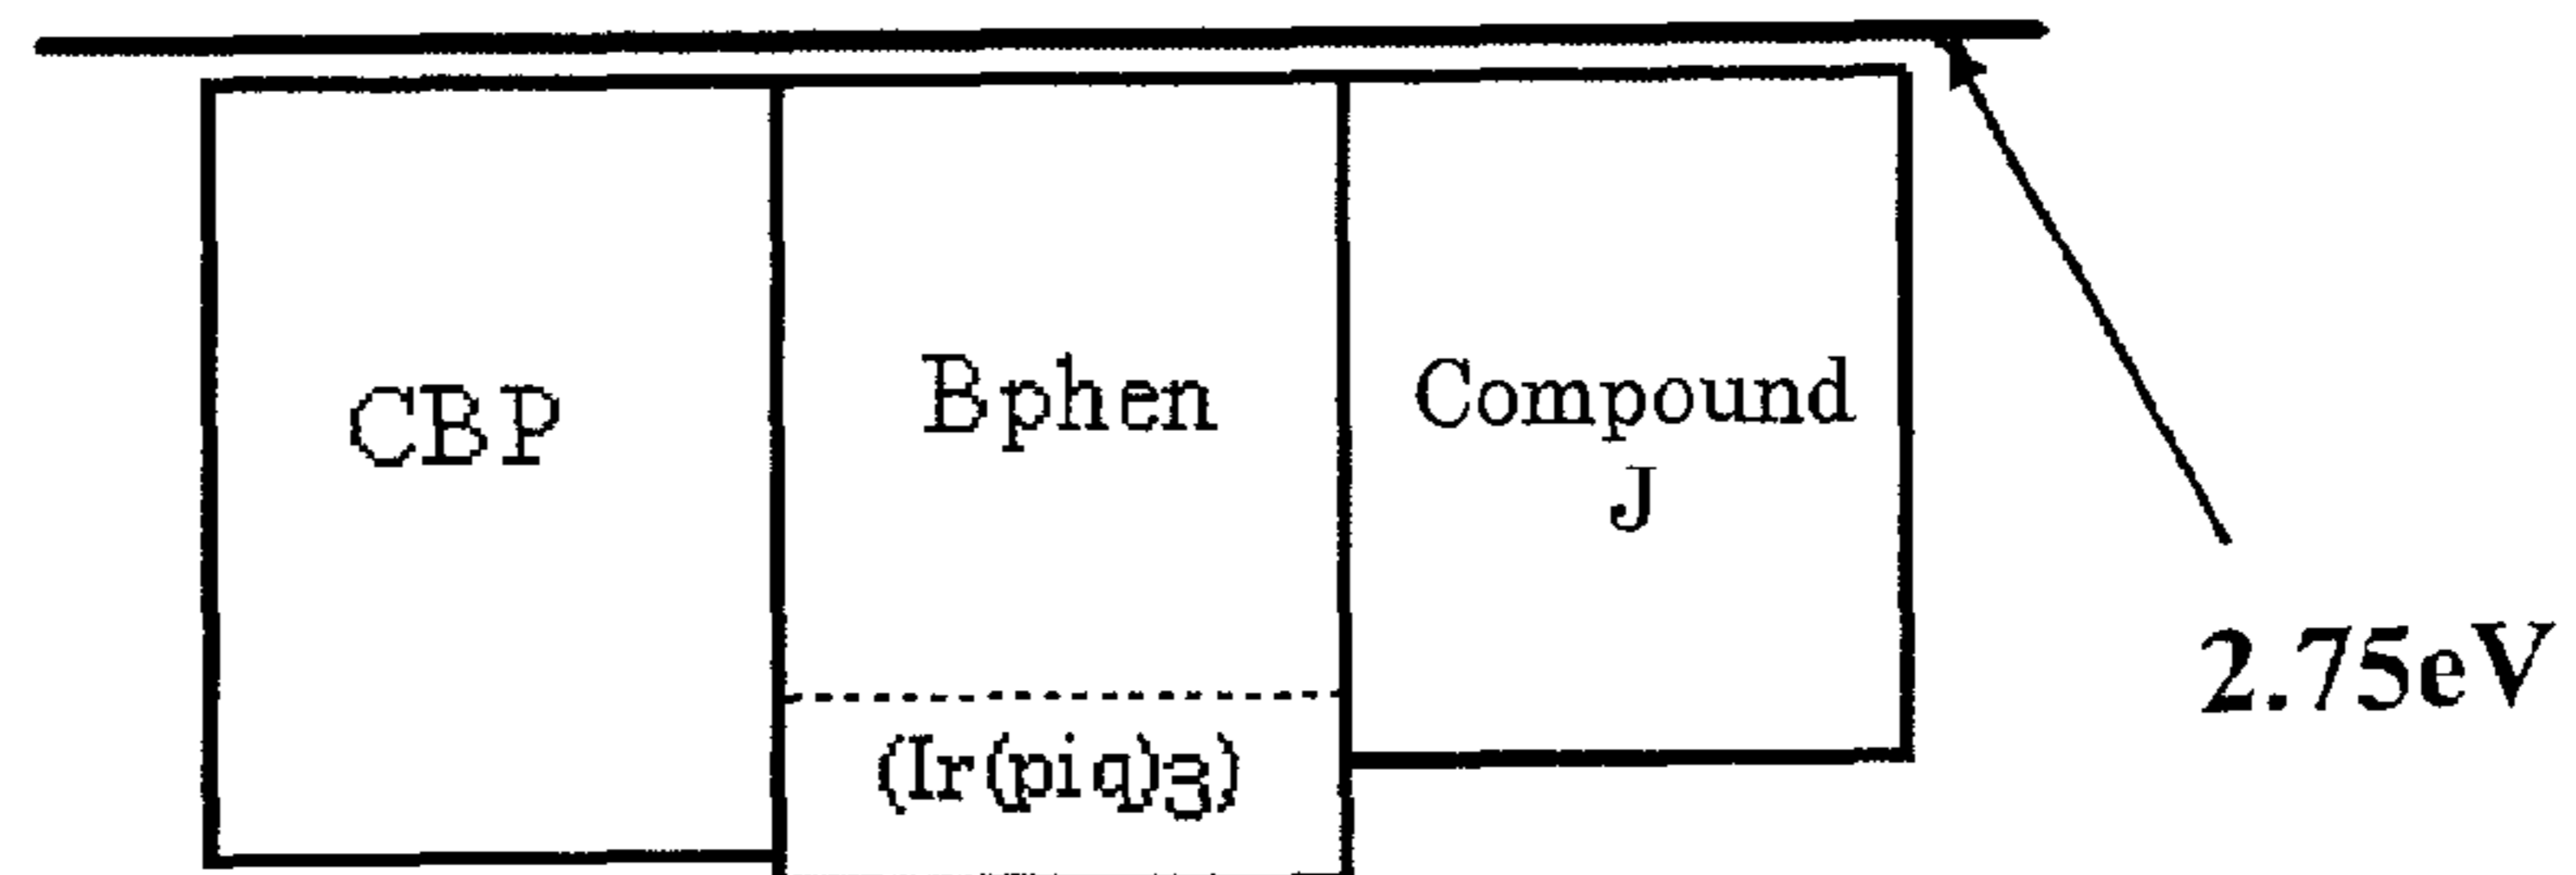 CBP
Bphen
(Ir(piq)3)
Compound
J
2.75eV